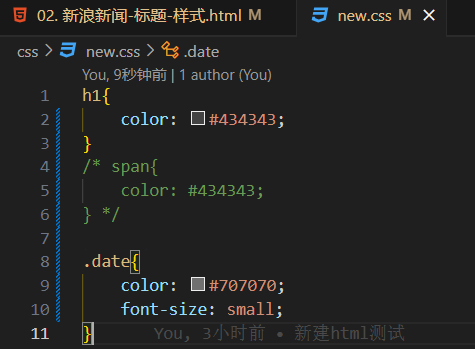 02. 新浪新闻-标题-样式.html M
new.css M
css > new.css > .date
You, 9秒钟前 | 1 author (You)
1 h1{
2 color: #434343;
3 }
4 /* span{
5 color: #434343;
6 } */
7
8 .date{
9 color: #707070;
10 font-size: small;
11 } You, 3小时前 • 新建html测试